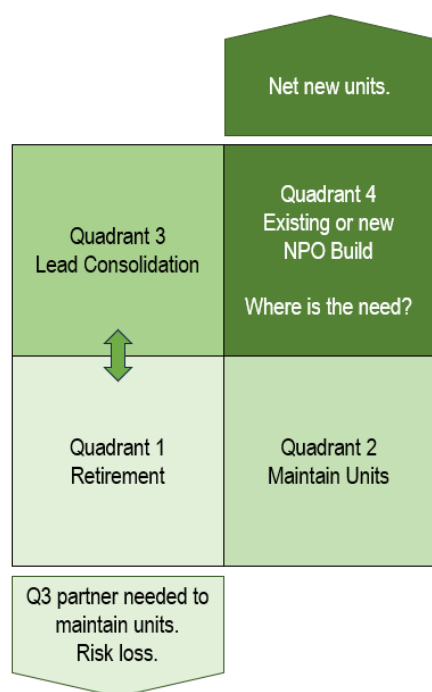 Net new units.
Quadrant 3
Lead Consolidation
Quadrant 4
Existing or new
NPO Build
Where is the need?
Quadrant 1
Retirement
Quadrant 2
Maintain Units
Q3 partner needed to
maintain units.
Risk loss.